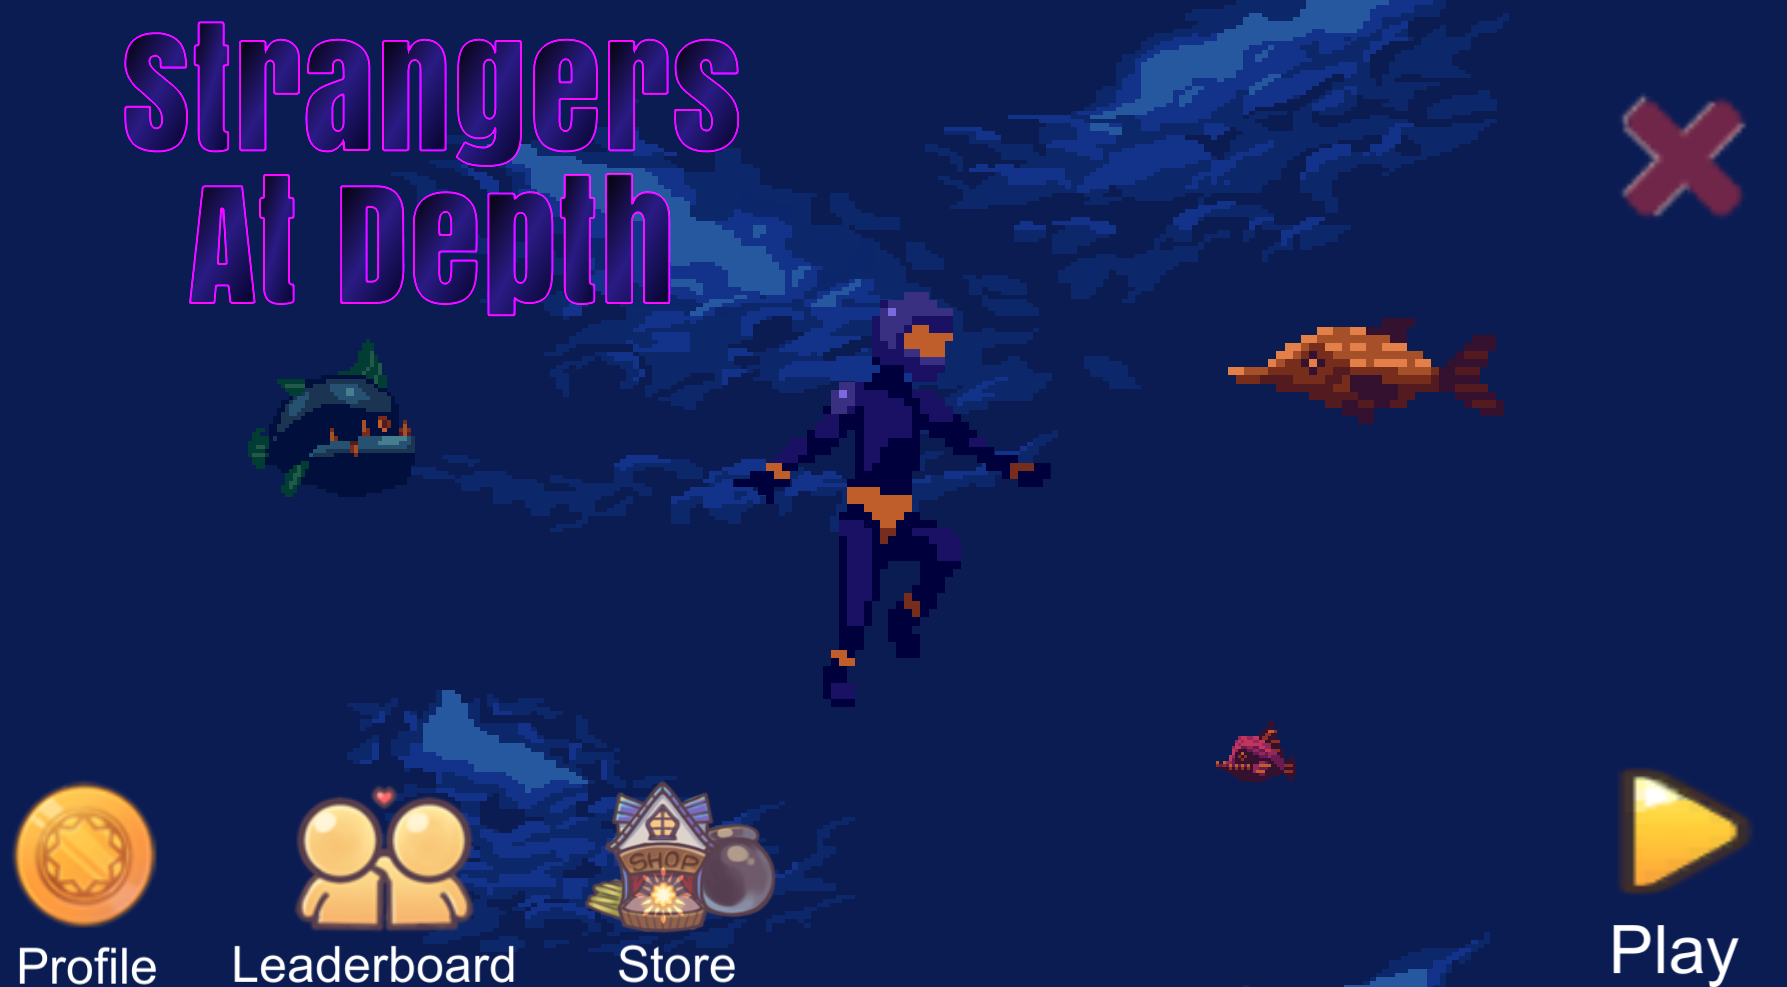 Strangers
At Depth
SHOP
Profile
Leaderboard
Store
Play